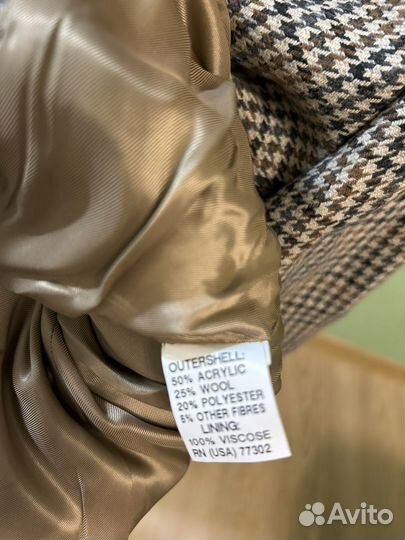 OUTERSHELL:
50% ACRYLIC
25% WOOL
20% POLYESTER
5% OTHER FIBRES
LINING:
100% VISCOSE
RN (USA) 77302
Avito